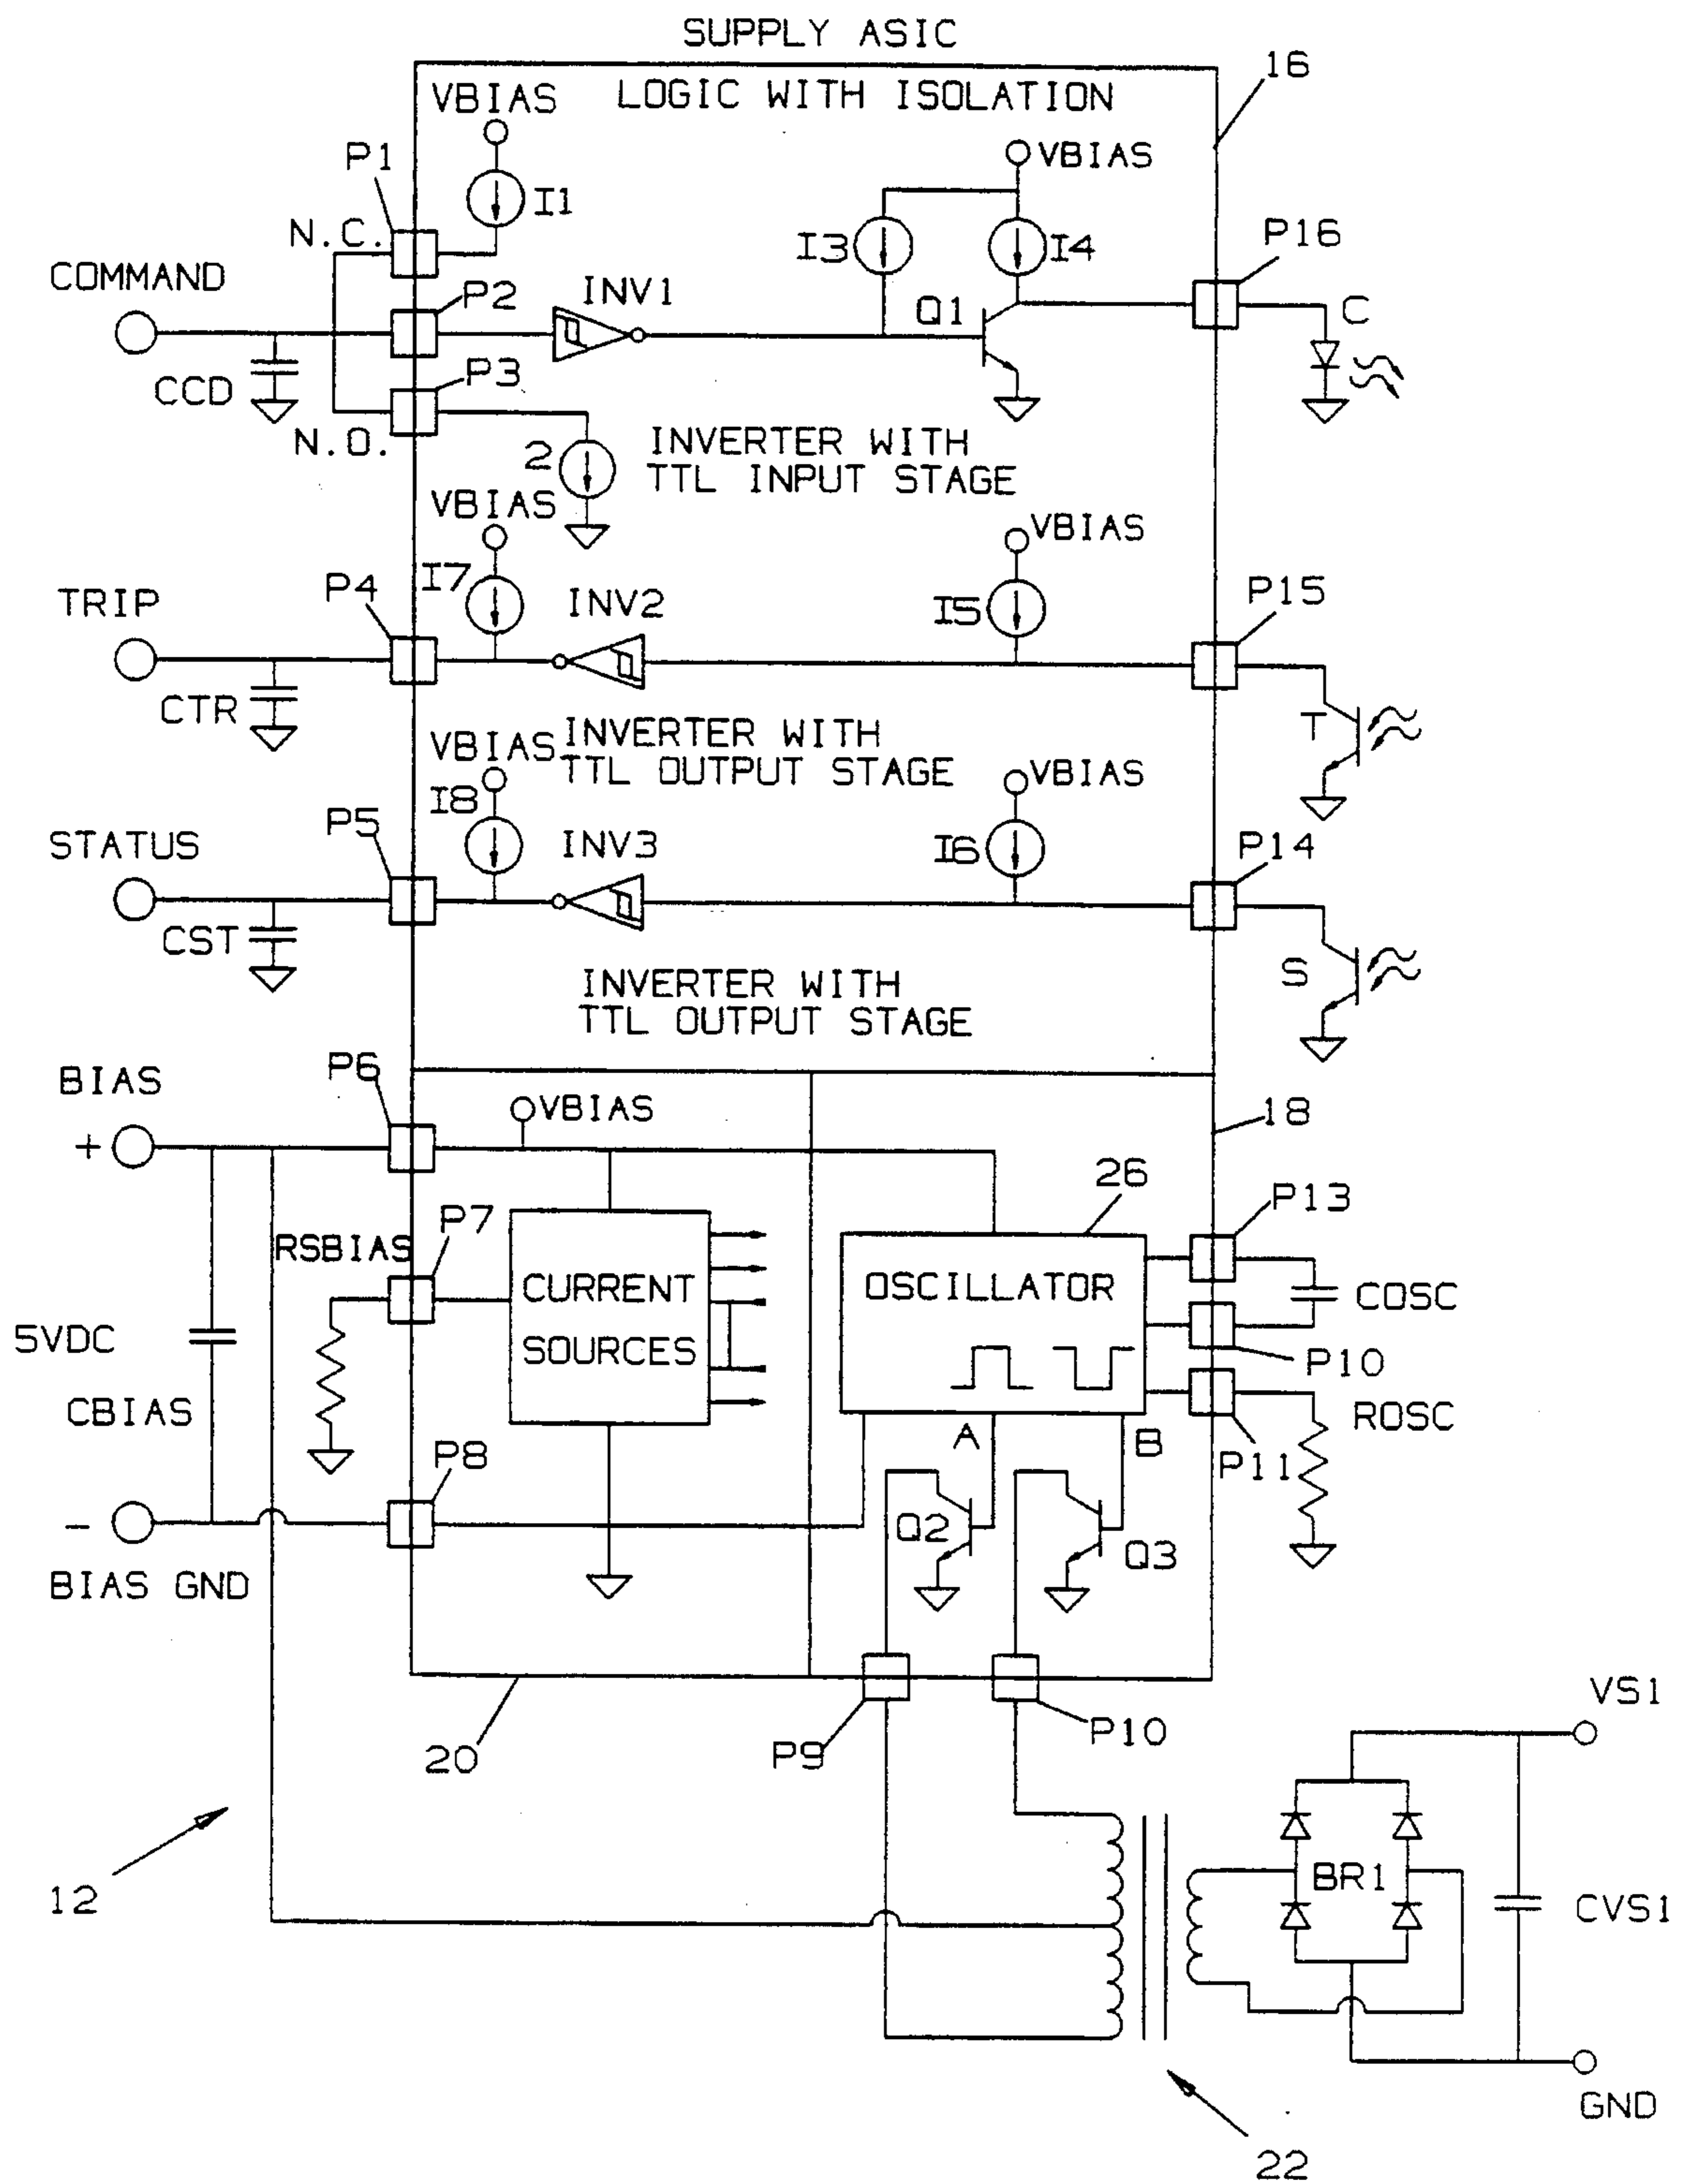 SUPPLY ASIC
LOGIC WITH ISOLATION
16
VBIAS
VBIAS
P1
I1
N.C.
I3
I4
P16
COMMAND
P2
INV1
Q1
C
CCD
P3
N.O.
2
INVERTER WITH
TTL INPUT STAGE
VBIAS
VBIAS
TRIP
P4
I7
INV2
I5
P15
CTR
T
INVERTER WITH
TTL OUTPUT STAGE
VBIAS
VBIAS
I8
STATUS
P5
INV3
I6
P14
CST
S
INVERTER WITH
TTL OUTPUT STAGE
BIAS
P6
VBIAS
18
+
26
P13
RSBIAS
P7
CURRENT
SOURCES
OSCILLATOR
COSC
5VDC
P10
CBIAS
ROSC
P8
A
B
P11
-
Q2
Q3
BIAS GND
VS1
20
P9
P10
12
BR1
CVS1
GND
22